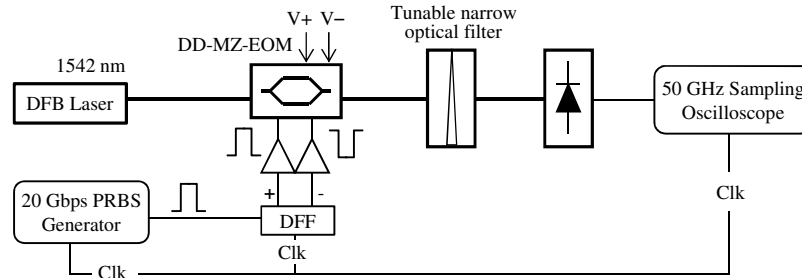 V+ V−
DD-MZ-EOM
Tunable narrow
optical filter
1542 nm
DFB Laser
50 GHz Sampling
Oscilloscope
+ -
20 Gbps PRBS
Generator
DFF
Clk
Clk
Clk